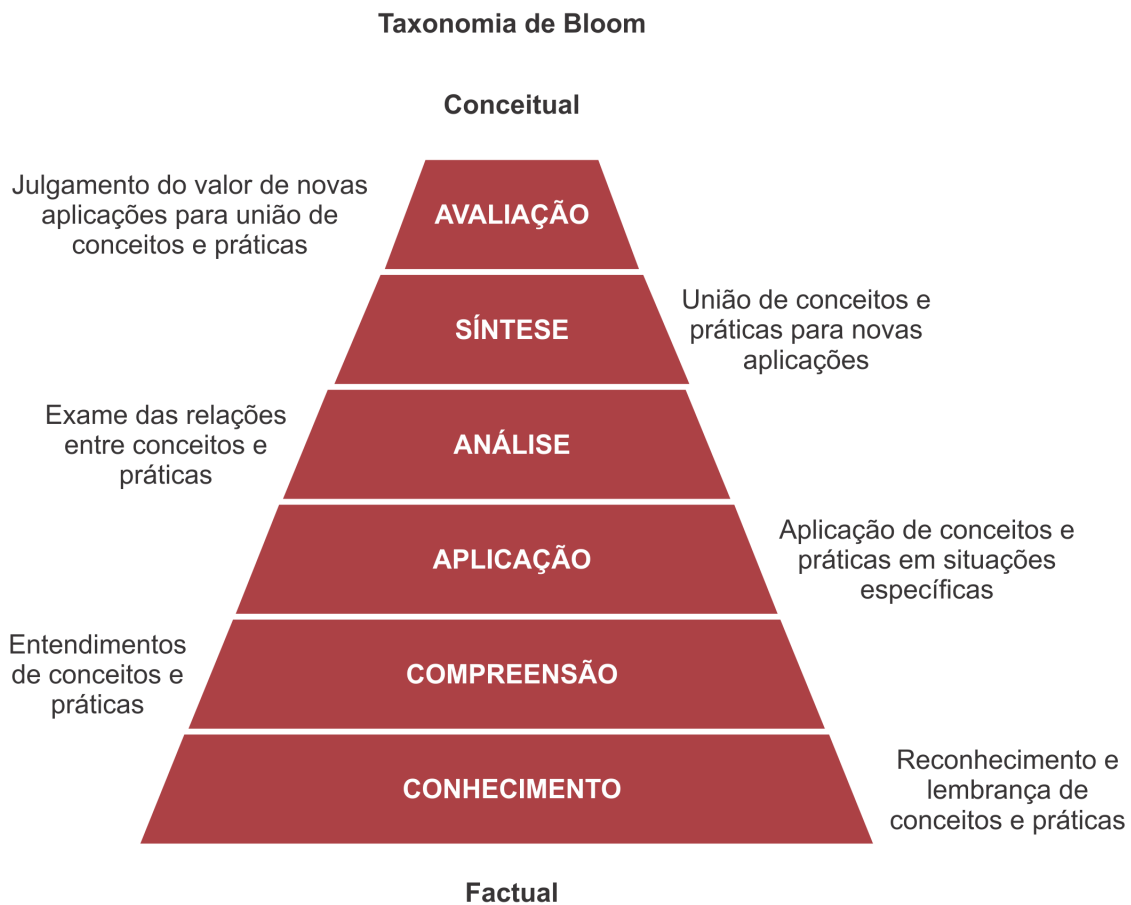 Taxonomia de Bloom
Conceitual
Julgamento do valor de novas
aplicações para união de
conceitos e práticas
AVALIAÇÃO
SÍNTESE
União de conceitos e
práticas para novas
aplicações
Exame das relações
entre conceitos e
práticas
ANÁLISE
APLICAÇÃO
Aplicação de conceitos e
práticas em situações
específicas
Entendimentos
de conceitos e
práticas
COMPREENSÃO
CONHECIMENTO
Reconhecimento e
lembrança de
conceitos e práticas
Factual